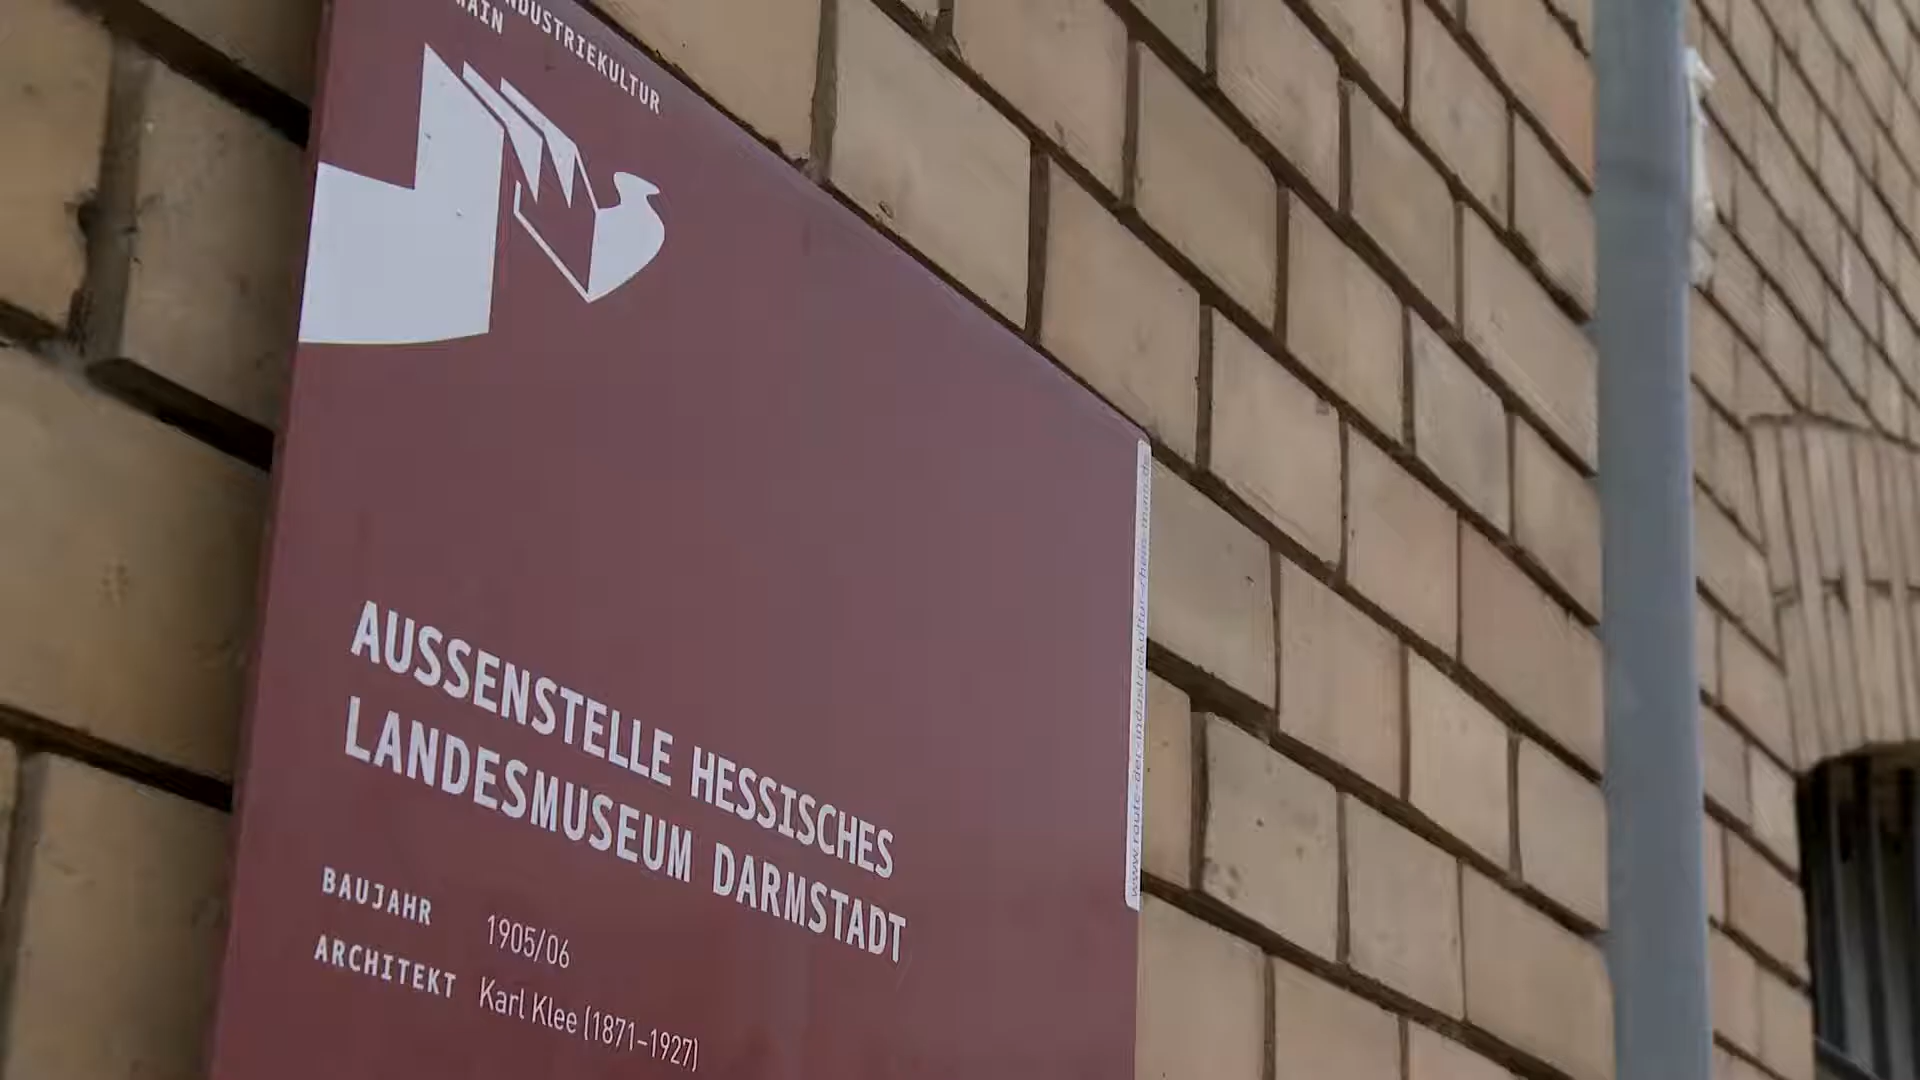 NDUSTRIEKULTUR
MAIN
AUSSENSTELLE HESSISCHES
LANDESMUSEUM DARMSTADT
BAUJAHR 1905/06
ARCHITEKT Karl Klee (1871–1927)
www.route-der-industriekultur-rhein-main.de